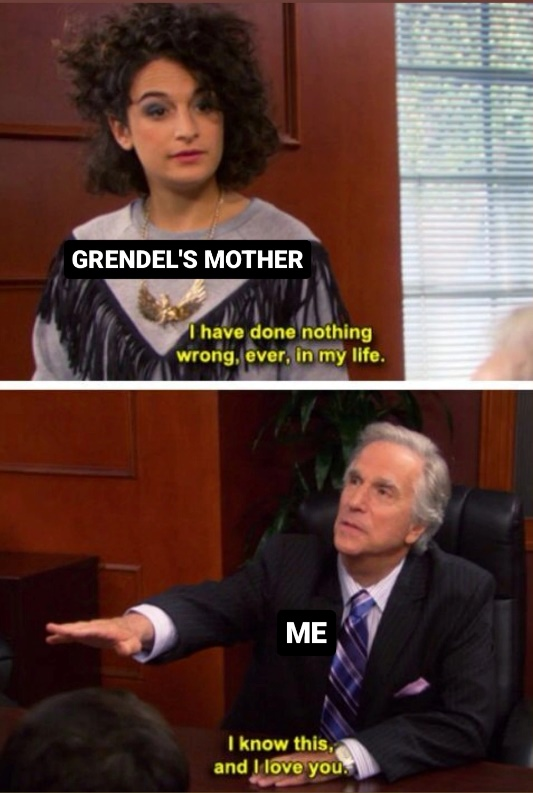 GRENDEL'S MOTHER
I have done nothing
wrong, ever, in my life.
ME
I know this,
and I love you.